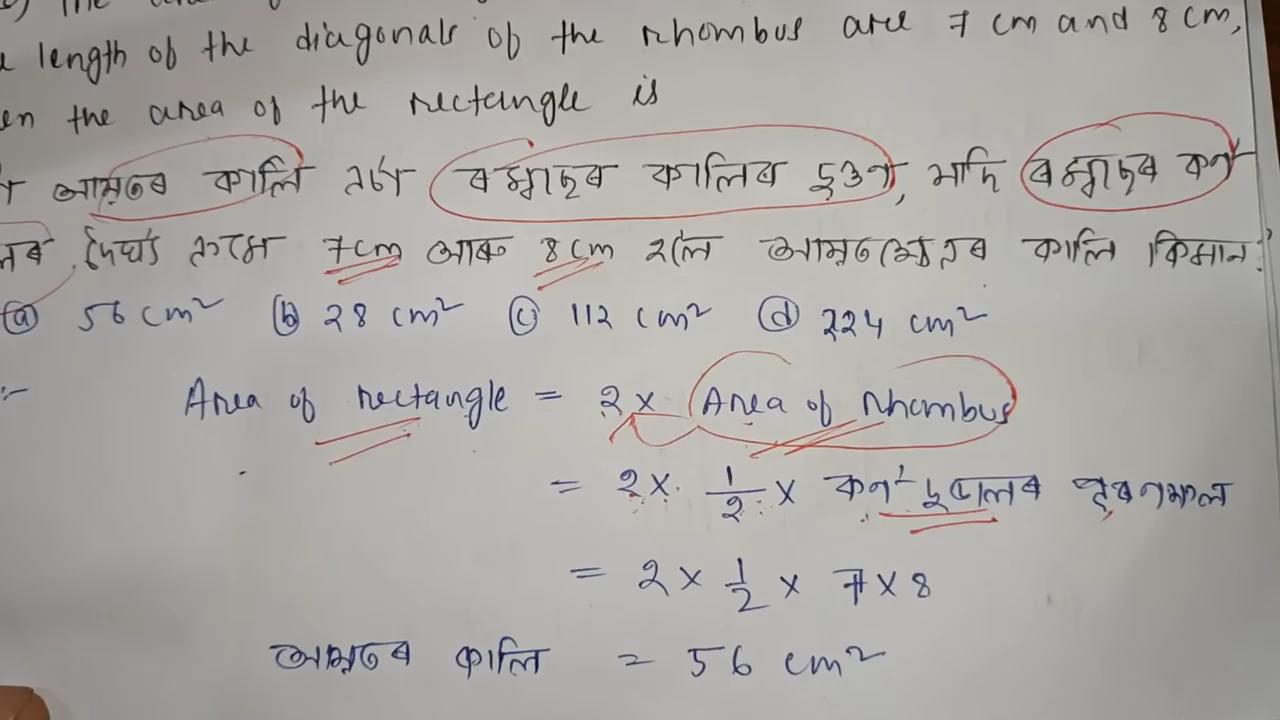 length of the diagonals of the rhombus are 7 cm and 8 cm,
the area of the rectangle is
আয়তৰ কালি এটা ৰম্বাছৰ কালিৰ দুগুণ, যদি ৰম্বাছৰ কৰ্ণ
দৈৰ্ঘ্য ক্ৰমে 7cm আৰু 8cm হলে আয়তক্ষেত্ৰৰ কালি কিমান?
ⓐ 56 cm² ⓑ 28 cm² ⓒ 112 cm² ⓓ 224 cm²
:- Area of rectangle = 2 × Area of rhombus
= 2 × 1/2 × কৰ্ণ দুডালৰ পূৰণফল
= 2 × 1/2 × 7 × 8
আয়তৰ কালি = 56 cm²